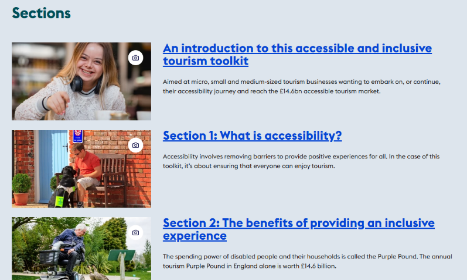 Sections
An introduction to this accessible and inclusive
tourism toolkit
Aimed at micro, small and medium-sized tourism businesses wanting to embark on, or continue,
their accessibility journey and reach the £14.6bn accessible tourism market.
Section 1: What is accessibility?
Accessibility involves removing barriers to provide positive experiences for all. In the case of this
toolkit, it's about ensuring that everyone can enjoy tourism.
Section 2: The benefits of providing an inclusive
experience
The spending power of disabled people and their households is called the Purple Pound. The annual
tourism Purple Pound in England alone is worth £14.6 billion.